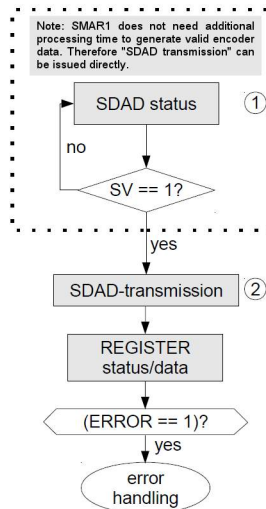 Note: SMAR1 does not need additional
processing time to generate valid encoder
data. Therefore "SDAD transmission" can
be issued directly.
SDAD status
1
no
SV == 1?
yes
SDAD-transmission
2
REGISTER
status/data
(ERROR == 1)?
yes
error
handling